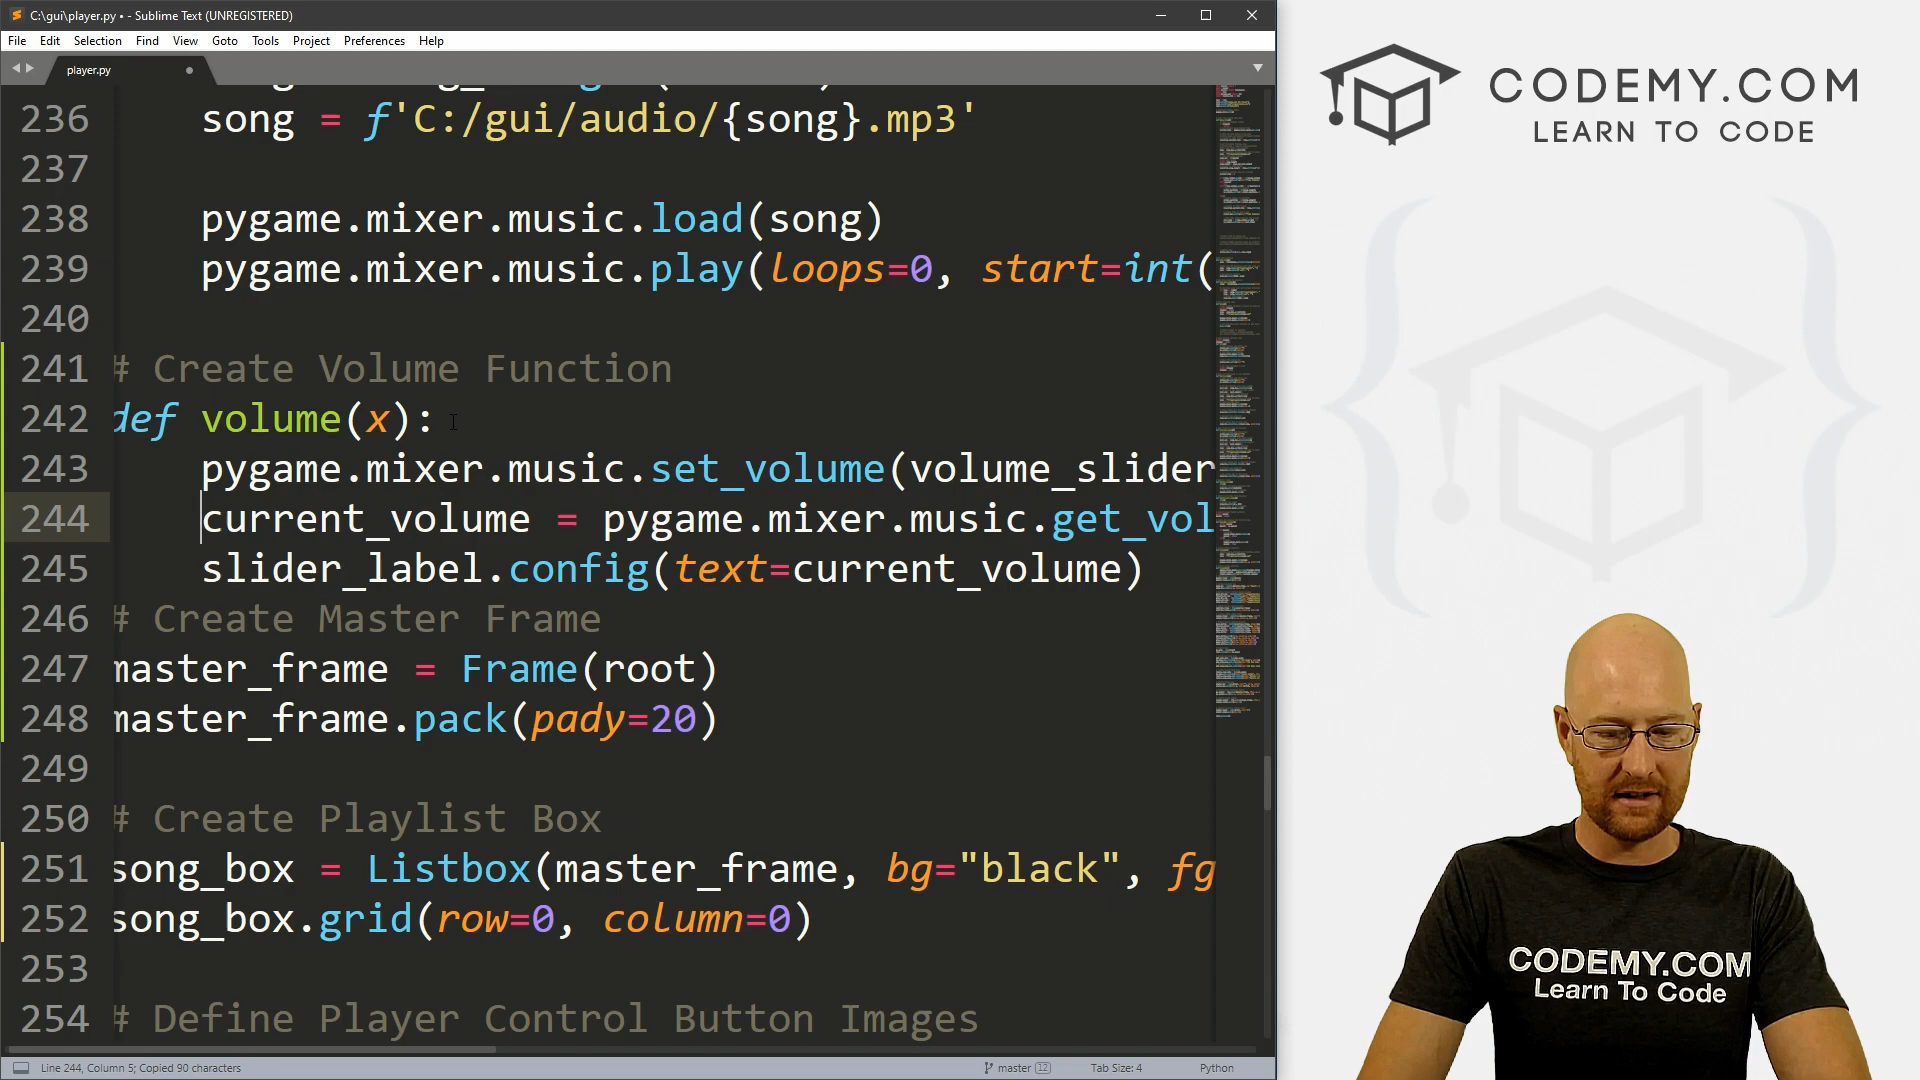 C:\gui\player.py • - Sublime Text (UNREGISTERED)
File Edit Selection Find View Goto Tools Project Preferences Help
player.py
236 song = f'C:/gui/audio/{song}.mp3'
237
238 pygame.mixer.music.load(song)
239 pygame.mixer.music.play(loops=0, start=int(
240
241 # Create Volume Function
242 def volume(x):
243 pygame.mixer.music.set_volume(volume_slider
244 current_volume = pygame.mixer.music.get_vol
245 slider_label.config(text=current_volume)
246 # Create Master Frame
247 master_frame = Frame(root)
248 master_frame.pack(pady=20)
249
250 # Create Playlist Box
251 song_box = Listbox(master_frame, bg="black", fg
252 song_box.grid(row=0, column=0)
253
254 # Define Player Control Button Images
Line 244, Column 5; Copied 90 characters
master 12
Tab Size: 4
Python
CODEMY.COM
LEARN TO CODE
CODEMY.COM
Learn To Code